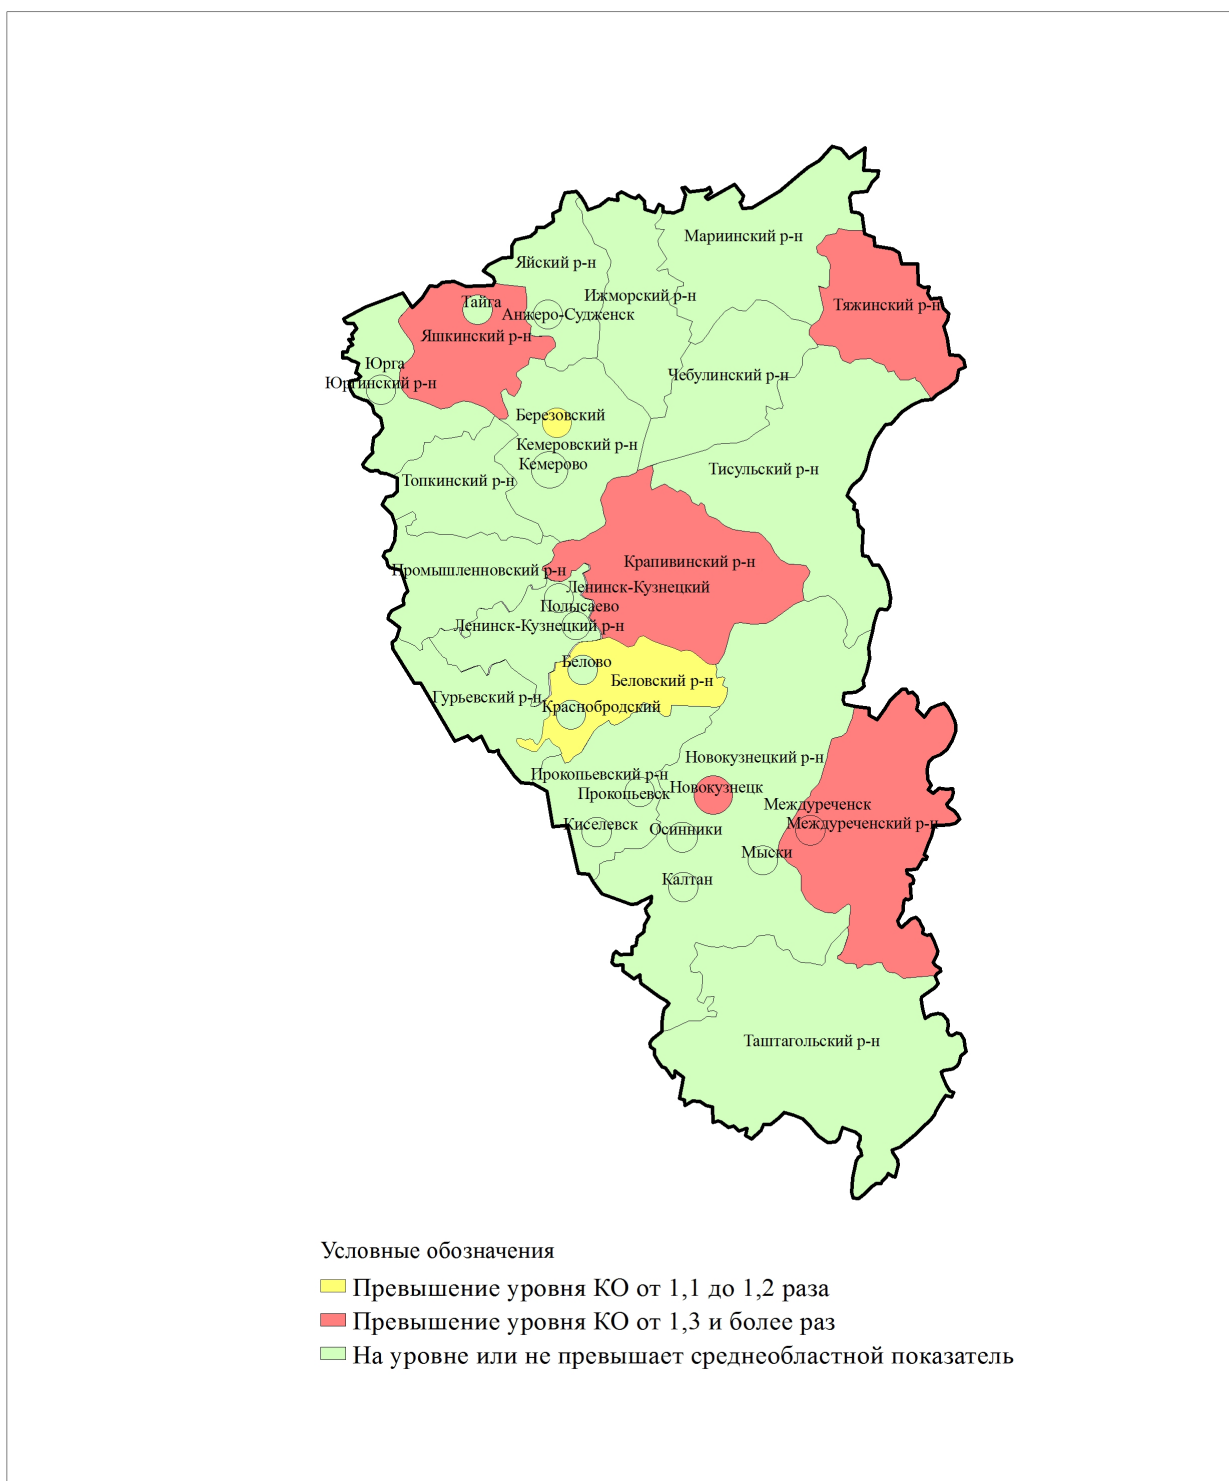 Мариинский р-н
Яйский р-н
Ижморский р-н
Тайга
Тяжинский р-н
Анжеро-Судженск
Яшкинский р-н
Юрга
Чебулинский р-н
Юргинский р-н
Березовский
Кемеровский р-н
Кемерово
Тисульский р-н
Топкинский р-н
Крапивинский р-н
Промышленновский р-н
Ленинск-Кузнецкий
Полысаево
Ленинск-Кузнецкий р-н
Белово
Беловский р-н
Гурьевский р-н
Краснобродский
Новокузнецкий р-н
Прокопьевский р-н
Новокузнецк
Прокопьевск
Междуреченск
Киселевск
Осинники
Междуреченский р-н
Мыски
Калтан
Таштагольский р-н
Условные обозначения
Превышение уровня КО от 1,1 до 1,2 раза
Превышение уровня КО от 1,3 и более раз
На уровне или не превышает среднеобластной показатель